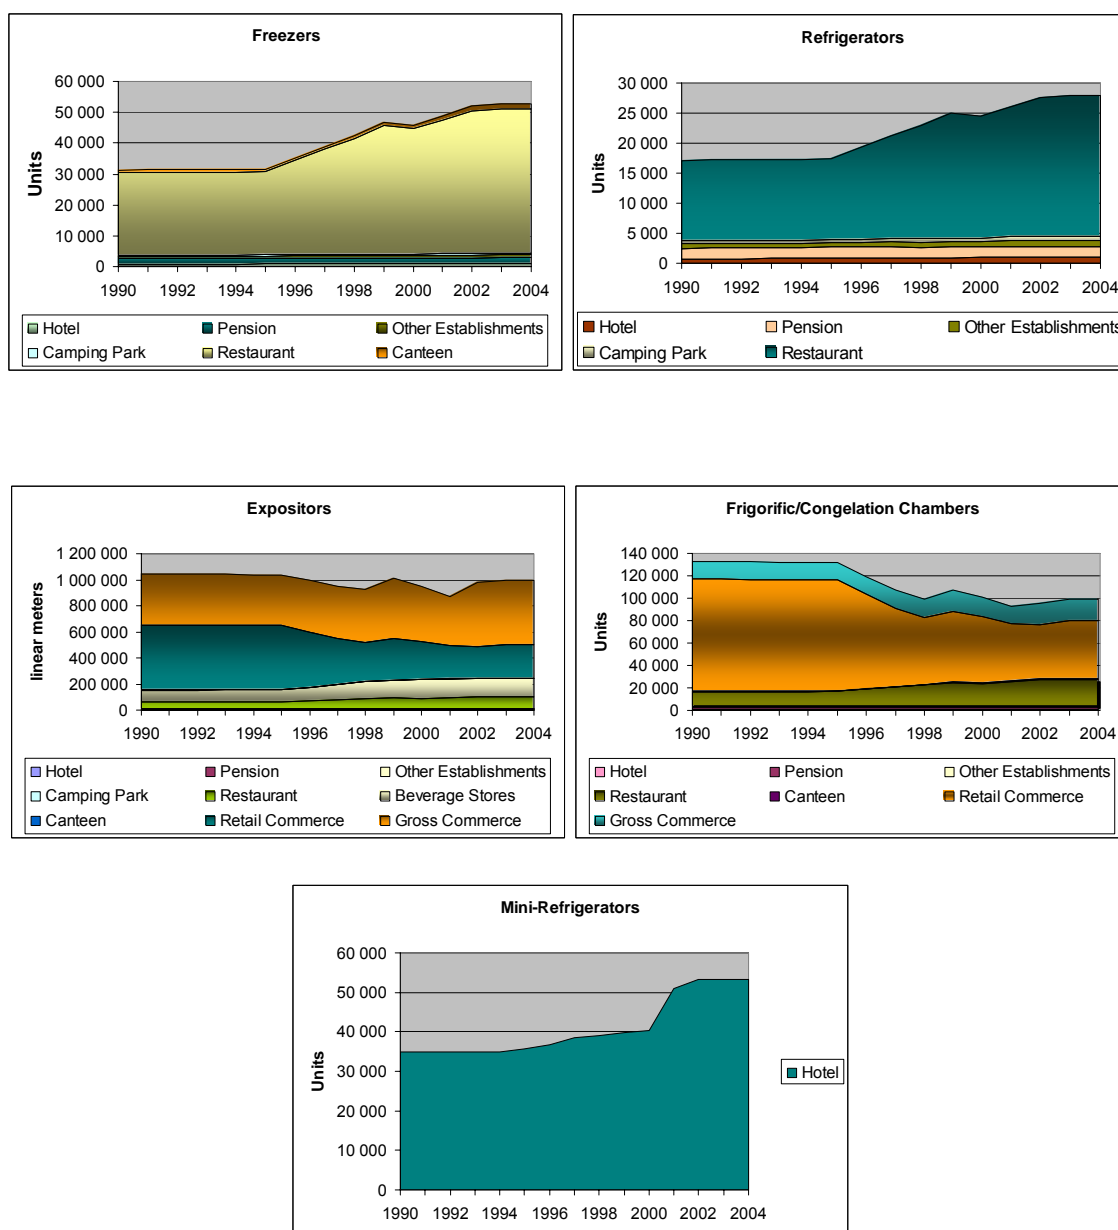 Freezers
Units
60 000
50 000
40 000
30 000
20 000
10 000
0
1990 1992 1994 1996 1998 2000 2002 2004
Hotel Pension Other Establishments
Camping Park Restaurant Canteen
Refrigerators
Units
30 000
25 000
20 000
15 000
10 000
5 000
0
1990 1992 1994 1996 1998 2000 2002 2004
Hotel Pension Other Establishments
Camping Park Restaurant
Expositors
linear meters
1 200 000
1 000 000
800 000
600 000
400 000
200 000
0
1990 1992 1994 1996 1998 2000 2002 2004
Hotel Pension Other Establishments
Camping Park Restaurant Beverage Stores
Canteen Retail Commerce Gross Commerce
Frigorific/Congelation Chambers
Units
140 000
120 000
100 000
80 000
60 000
40 000
20 000
0
1990 1992 1994 1996 1998 2000 2002 2004
Hotel Pension Other Establishments
Restaurant Canteen Retail Commerce
Gross Commerce
Mini-Refrigerators
Units
60 000
50 000
40 000
30 000
20 000
10 000
0
1990 1992 1994 1996 1998 2000 2002 2004
Hotel